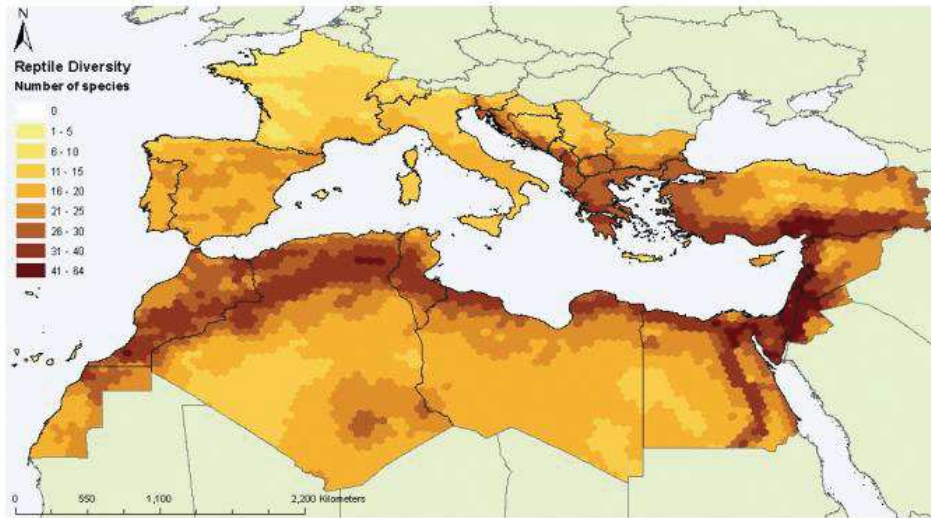 N
Reptile Diversity
Number of species
0
1 - 5
6 - 10
11 - 15
16 - 20
21 - 25
26 - 30
31 - 40
41 - 64
0 550 1,100 2,200 Kilometers